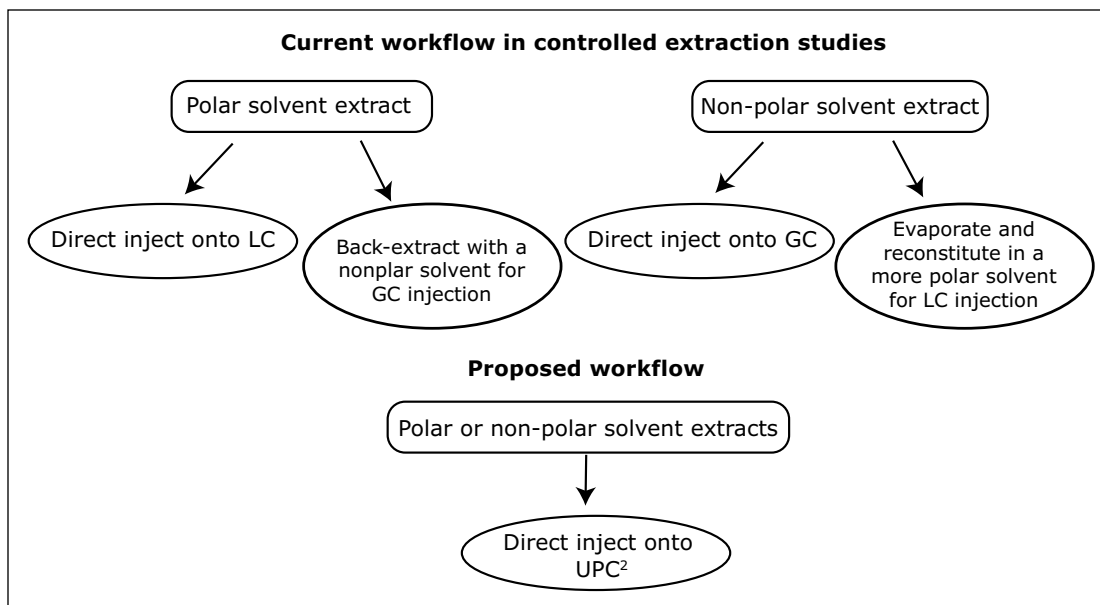 Current workflow in controlled extraction studies
Polar solvent extract
Non-polar solvent extract
Direct inject onto LC
Back-extract with a
nonplar solvent for
GC injection
Direct inject onto GC
Evaporate and
reconstitute in a
more polar solvent
for LC injection
Proposed workflow
Polar or non-polar solvent extracts
Direct inject onto
UPC²